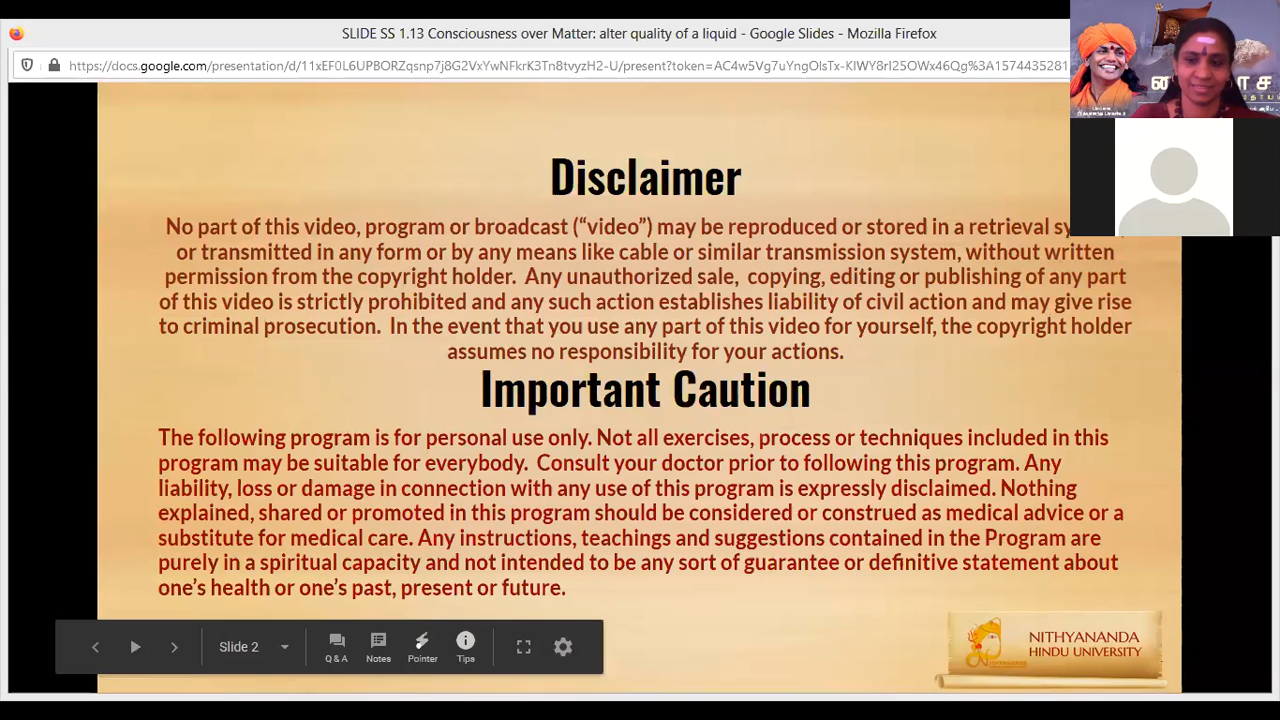 SLIDE SS 1.13 Consciousness over Matter: alter quality of a liquid - Google Slides - Mozilla Firefox
https://docs.google.com/presentation/d/11xEF0L6UPBORZqsnp7j8G2VxYwNFkrK3Tn8tvyzH2-U/present?token=AC4w5Vg7uYngOlsTx-KIWY8rI25OWx46Qg%3A1574435281
Disclaimer
No part of this video, program or broadcast (“video”) may be reproduced or stored in a retrieval
or transmitted in any form or by any means like cable or similar transmission system, without written
permission from the copyright holder. Any unauthorized sale, copying, editing or publishing of any part
of this video is strictly prohibited and any such action establishes liability of civil action and may give rise
to criminal prosecution. In the event that you use any part of this video for yourself, the copyright holder
assumes no responsibility for your actions.
Important Caution
The following program is for personal use only. Not all exercises, process or techniques included in this
program may be suitable for everybody. Consult your doctor prior to following this program. Any
liability, loss or damage in connection with any use of this program is expressly disclaimed. Nothing
explained, shared or promoted in this program should be considered or construed as medical advice or a
substitute for medical care. Any instructions, teachings and suggestions contained in the Program are
purely in a spiritual capacity and not intended to be any sort of guarantee or definitive statement about
one’s health or one’s past, present or future.
Slide 2
Q & A Notes Pointer Tips
NITHYANANDA
HINDU UNIVERSITY